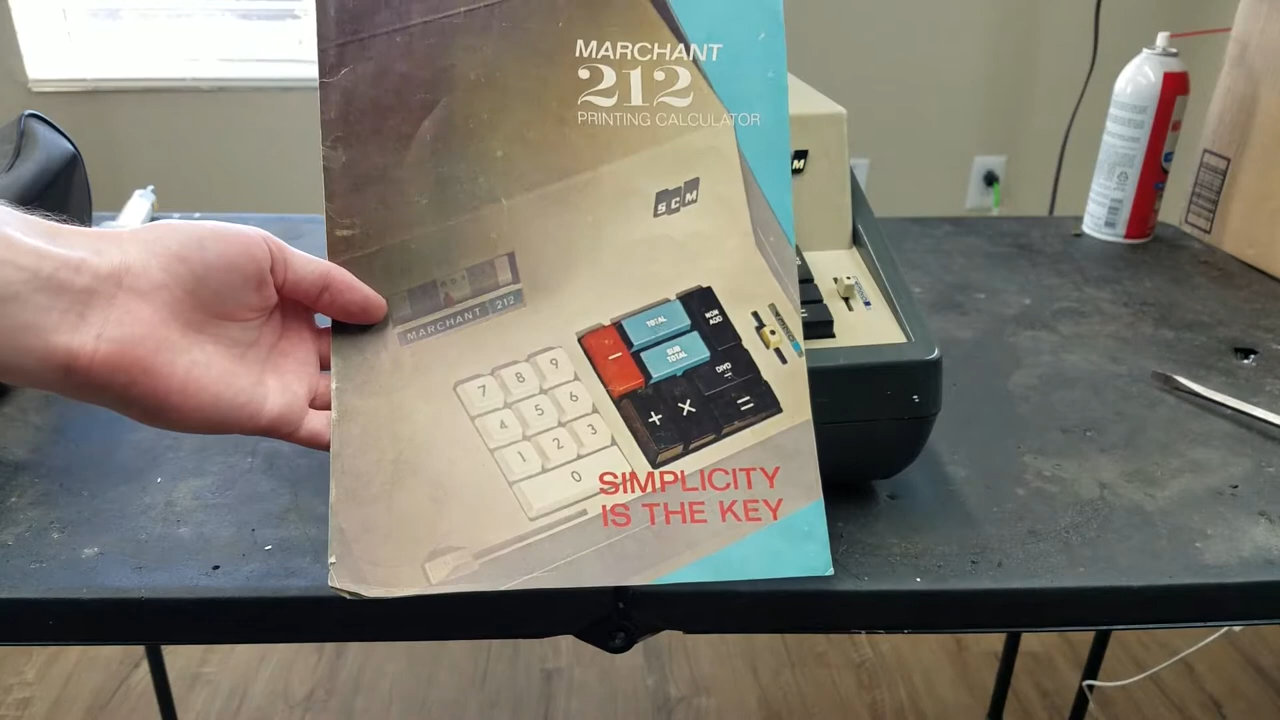 MARCHANT
212
PRINTING CALCULATOR
SCM
M
MARCHANT 212
TOTAL
NON
ADD
−
SUB
TOTAL
DIVD
÷
+ × =
7 8 9
4 5 6
1 2 3
0
SIMPLICITY
IS THE KEY